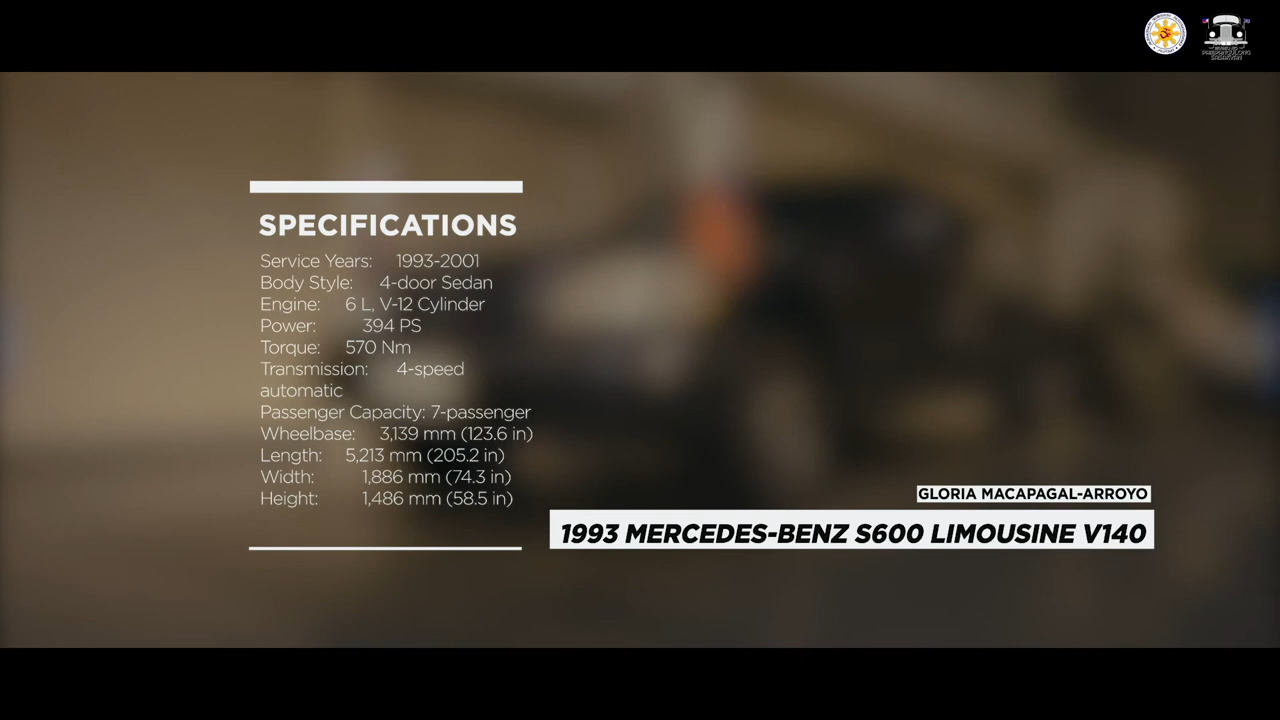 SPECIFICATIONS
Service Years: 1993-2001
Body Style: 4-door Sedan
Engine: 6 L, V-12 Cylinder
Power: 394 PS
Torque: 570 Nm
Transmission: 4-speed
automatic
Passenger Capacity: 7-passenger
Wheelbase: 3,139 mm (123.6 in)
Length: 5,213 mm (205.2 in)
Width: 1,886 mm (74.3 in)
Height: 1,486 mm (58.5 in)
GLORIA MACAPAGAL-ARROYO
1993 MERCEDES-BENZ S600 LIMOUSINE V140